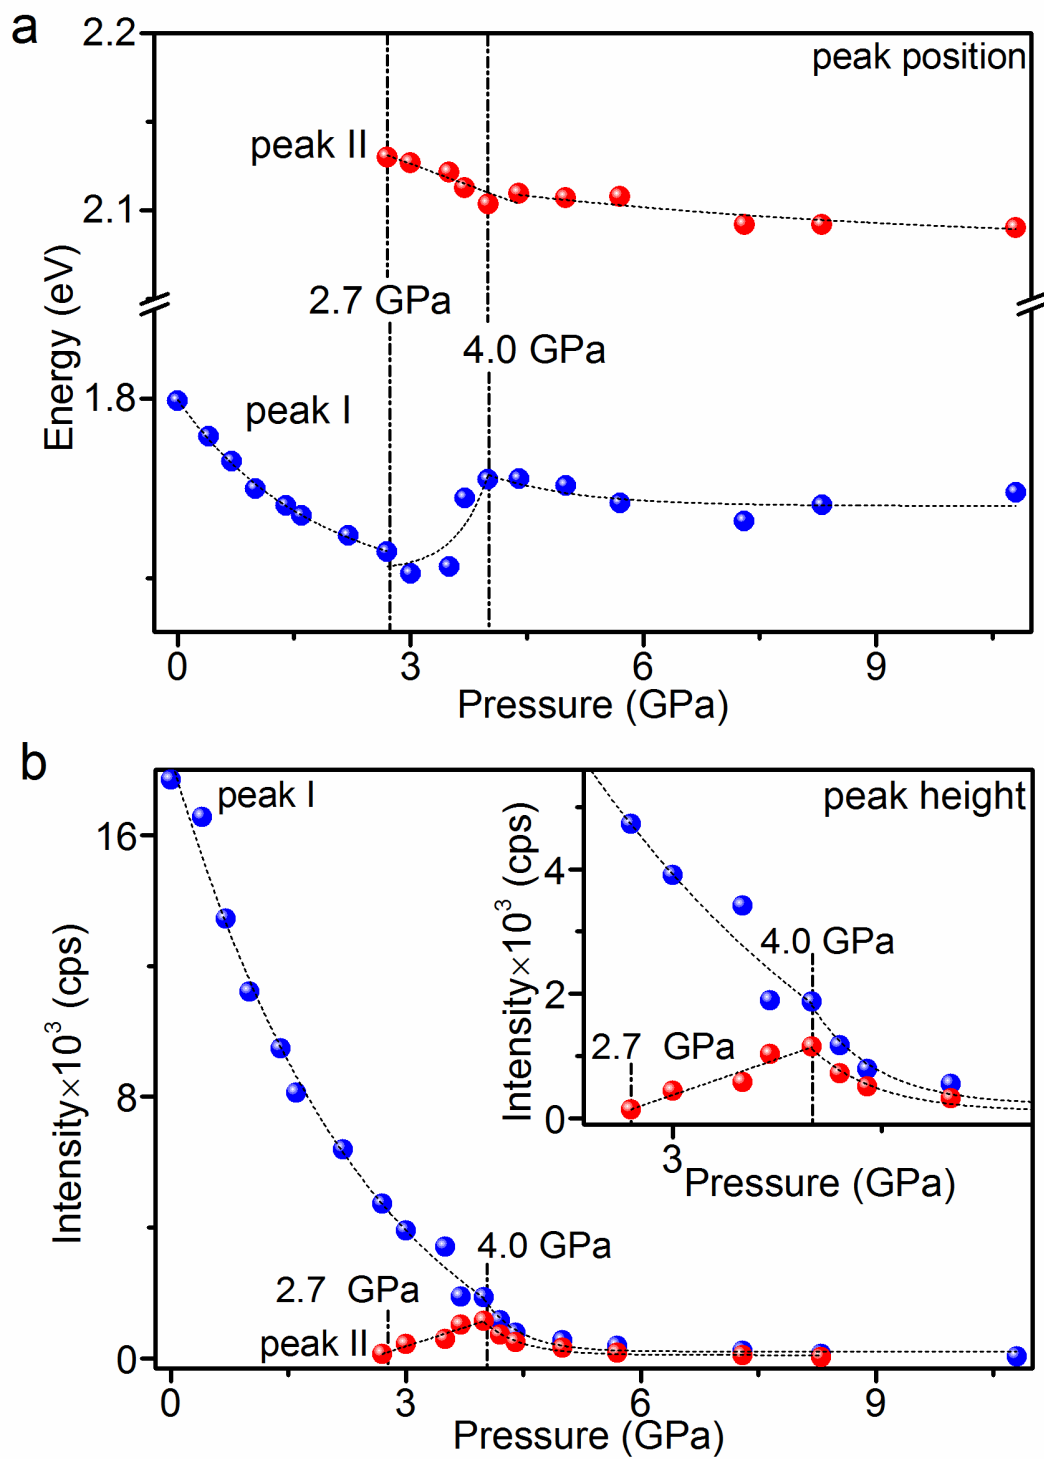 a
2.2
peak position
peak II
2.1
2.7 GPa
4.0 GPa
1.8
peak I
Energy (eV)
0
3
6
9
Pressure (GPa)
b
peak I
peak height
16
4
4.0 GPa
2
2.7 GPa
0
Intensity×10³ (cps)
3
Pressure (GPa)
8
4.0 GPa
2.7 GPa
peak II
0
Intensity×10³ (cps)
0
3
6
9
Pressure (GPa)